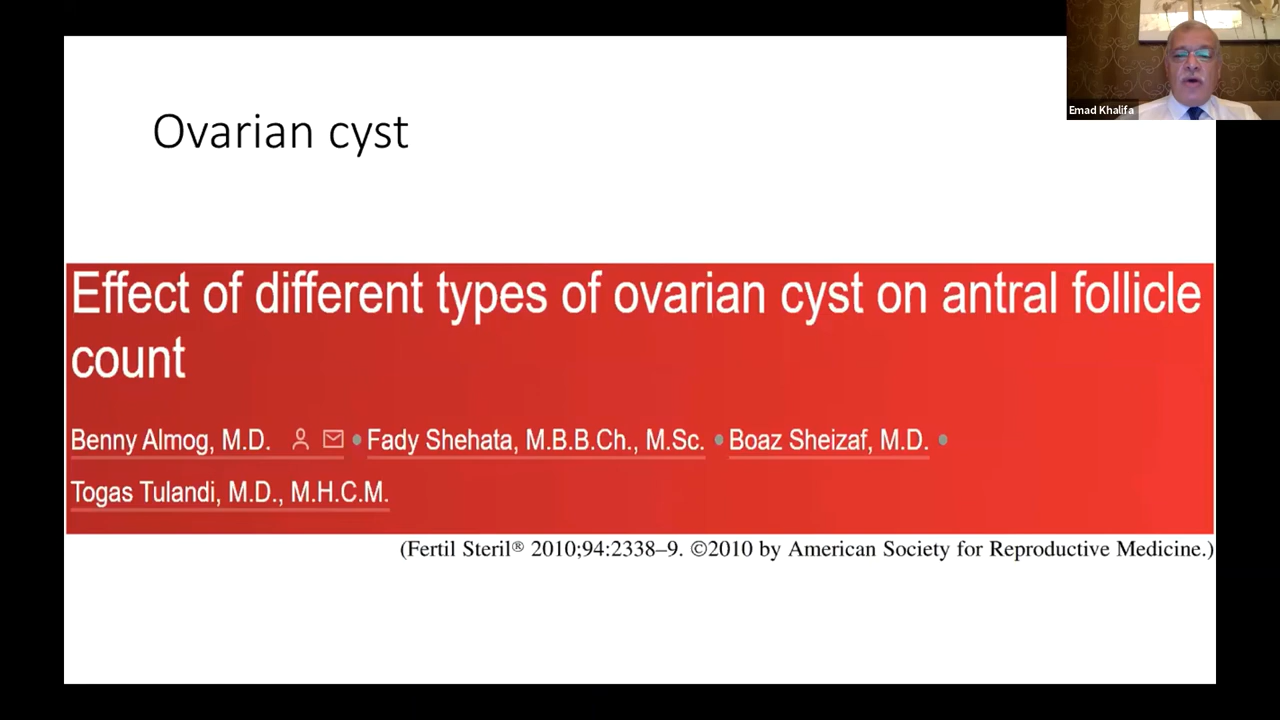 Emad Khalifa
Ovarian cyst
Effect of different types of ovarian cyst on antral follicle
count
Benny Almog, M.D. • Fady Shehata, M.B.B.Ch., M.Sc. • Boaz Sheizaf, M.D. •
Togas Tulandi, M.D., M.H.C.M.
(Fertil Steril® 2010;94:2338–9. ©2010 by American Society for Reproductive Medicine.)